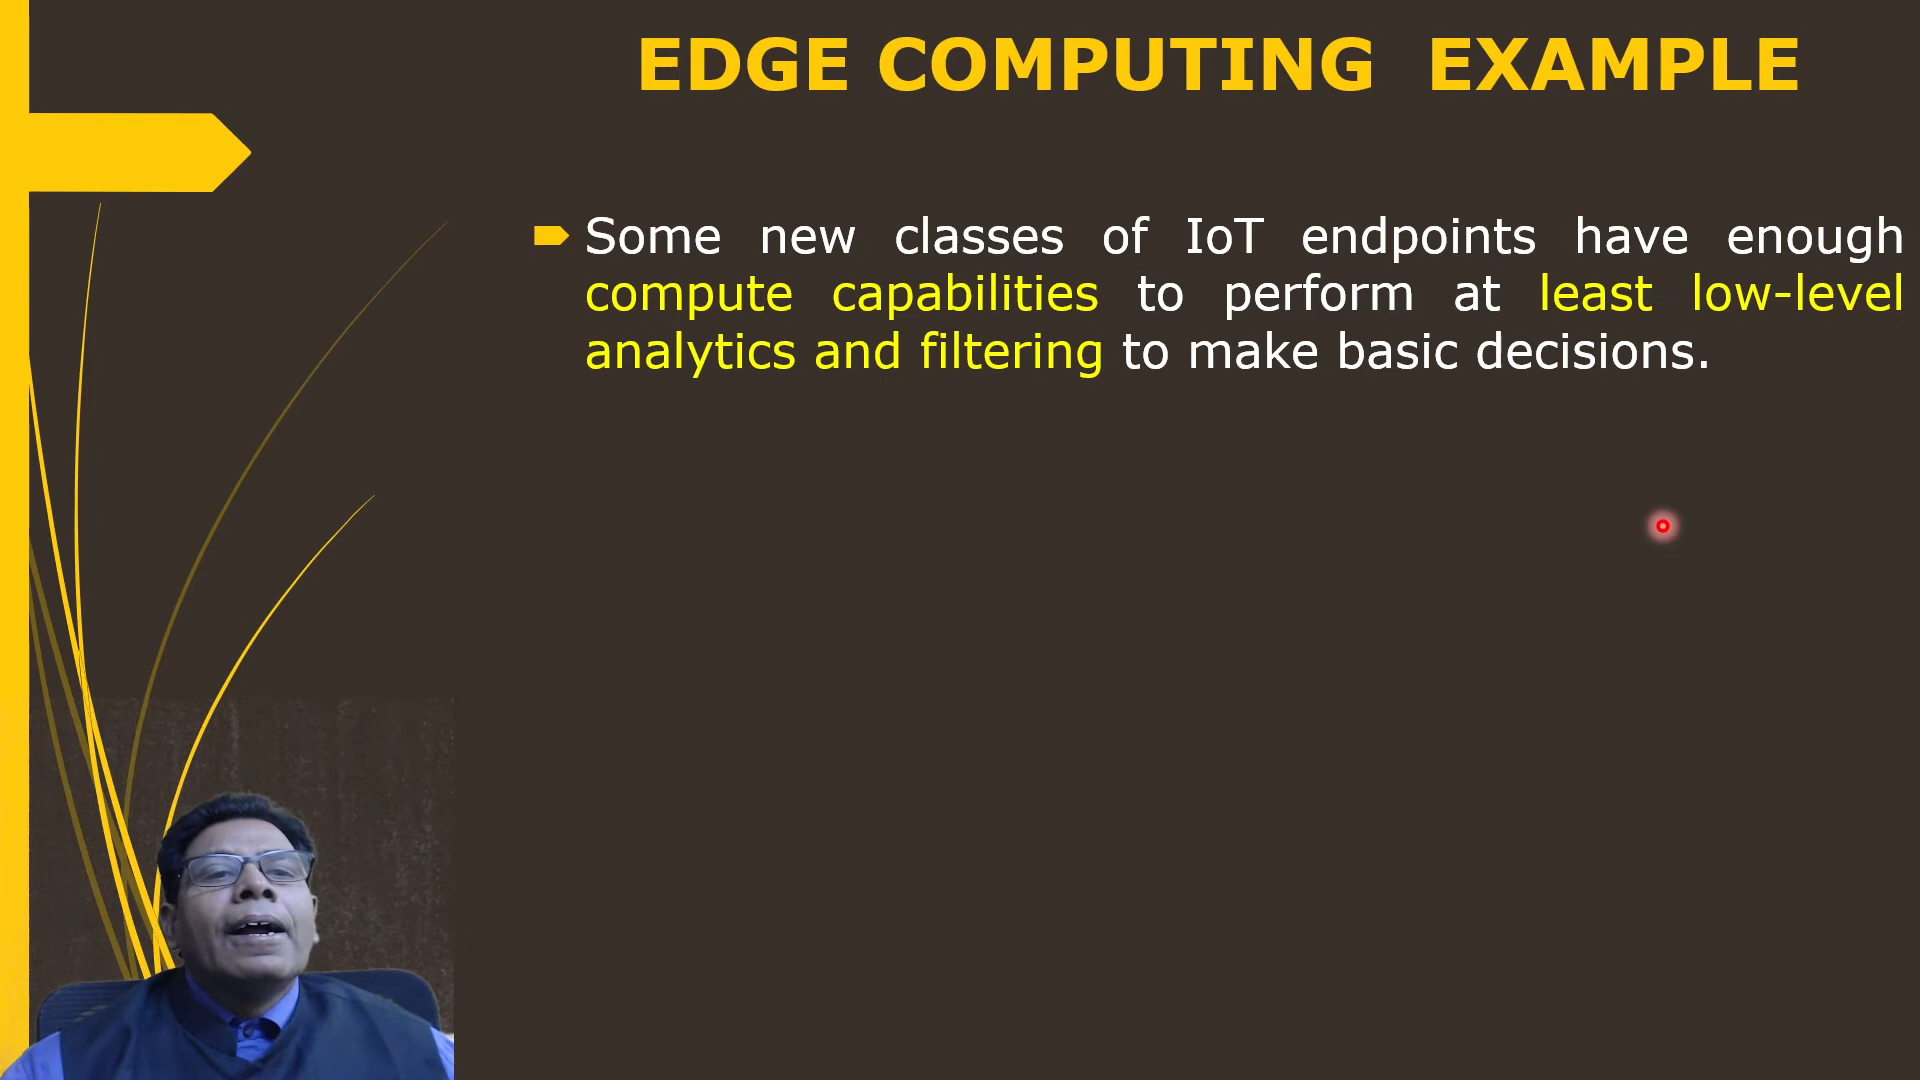 EDGE COMPUTING EXAMPLE
Some new classes of IoT endpoints have enough
compute capabilities to perform at least low-level
analytics and filtering to make basic decisions.